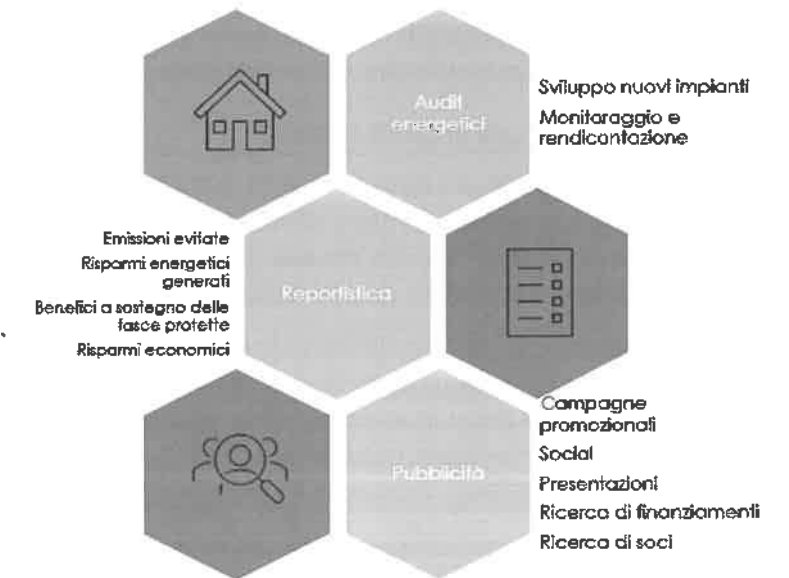 Audit
energetici
Sviluppo nuovi impianti
Monitoraggio e
rendicontazione
Emissioni evitate
Risparmi energetici
generati
Benefici a sostegno delle
fasce protette
Risparmi economici
Reportistica
Pubblicità
Campagne
promozionali
Social
Presentazioni
Ricerca di finanziamenti
Ricerca di soci